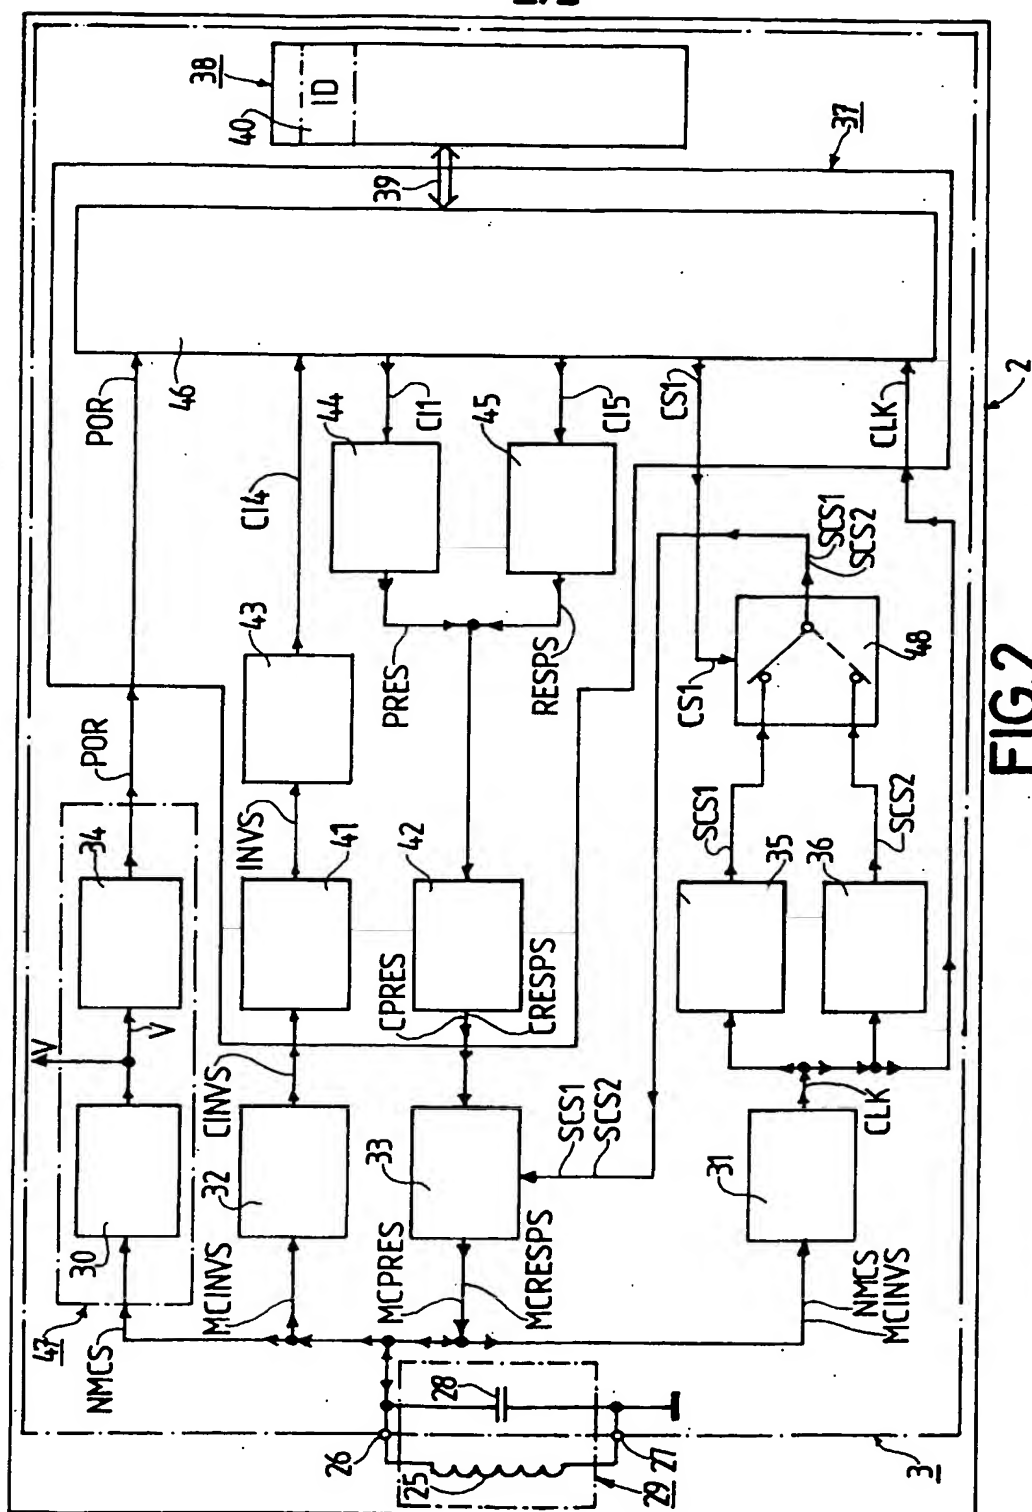 38
40
ID
39
37
POR
46
POR
CI4
CI1
44
CI5
45
CS1
CLK
2
43
PRES
RESPS
CS1
SCS1
SCS2
48
34
INVS
41
42
SCS1
35
36
SCS2
V
V
CPRES
CRESPS
CINVS
CLK
30
32
33
SCS1
SCS2
31
47
NMCS
MCINVS
MCPRES
MCRESPS
NMCS
MCINVS
26
28
25
29
27
3
FIG.2